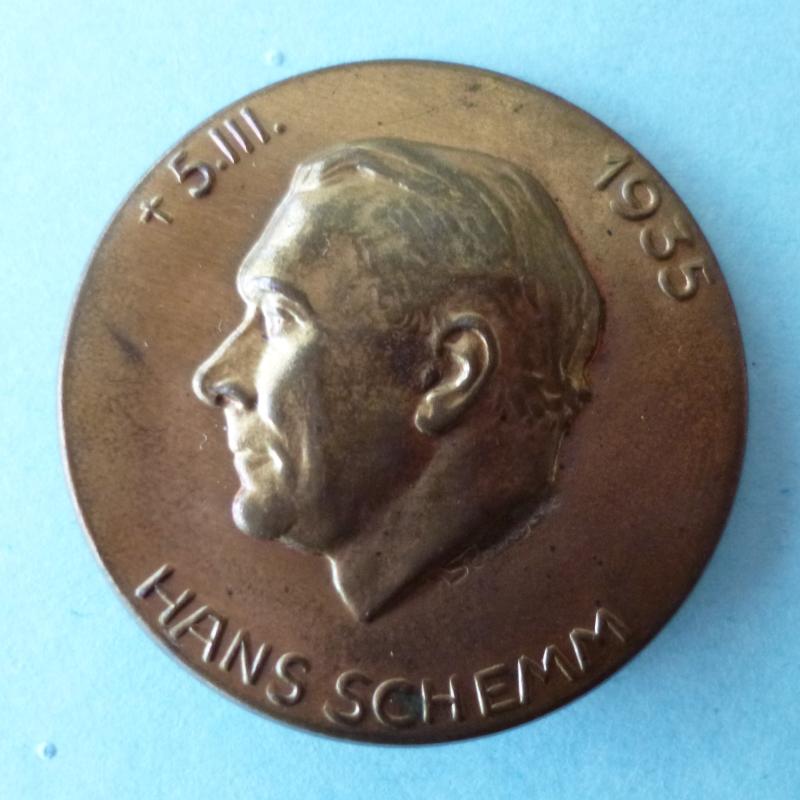 † 5.III. 1935
HANS SCHEMM